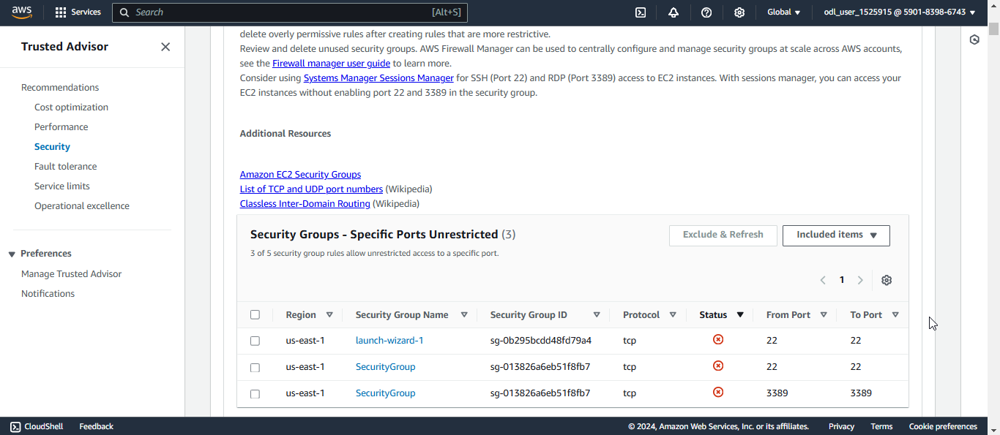 aws
Services
Search
[Alt+S]
Global
odl_user_1525915 @ 5901-8398-6743
Trusted Advisor
Recommendations
Cost optimization
Performance
Security
Fault tolerance
Service limits
Operational excellence
Preferences
Manage Trusted Advisor
Notifications
delete overly permissive rules after creating rules that are more restrictive.
Review and delete unused security groups. AWS Firewall Manager can be used to centrally configure and manage security groups at scale across AWS accounts,
see the Firewall manager user guide to learn more.
Consider using Systems Manager Sessions Manager for SSH (Port 22) and RDP (Port 3389) access to EC2 instances. With sessions manager, you can access your
EC2 instances without enabling port 22 and 3389 in the security group.
Additional Resources
Amazon EC2 Security Groups
List of TCP and UDP port numbers (Wikipedia)
Classless Inter-Domain Routing (Wikipedia)
Security Groups - Specific Ports Unrestricted (3)
Exclude & Refresh
Included items
3 of 5 security group rules allow unrestricted access to a specific port.
1
Region Security Group Name Security Group ID Protocol Status From Port To Port
us-east-1 launch-wizard-1 sg-0b295bcdd48fd79a4 tcp 22 22
us-east-1 SecurityGroup sg-013826a6eb51f8fb7 tcp 22 22
us-east-1 SecurityGroup sg-013826a6eb51f8fb7 tcp 3389 3389
CloudShell
Feedback
© 2024, Amazon Web Services, Inc. or its affiliates.
Privacy
Terms
Cookie preferences